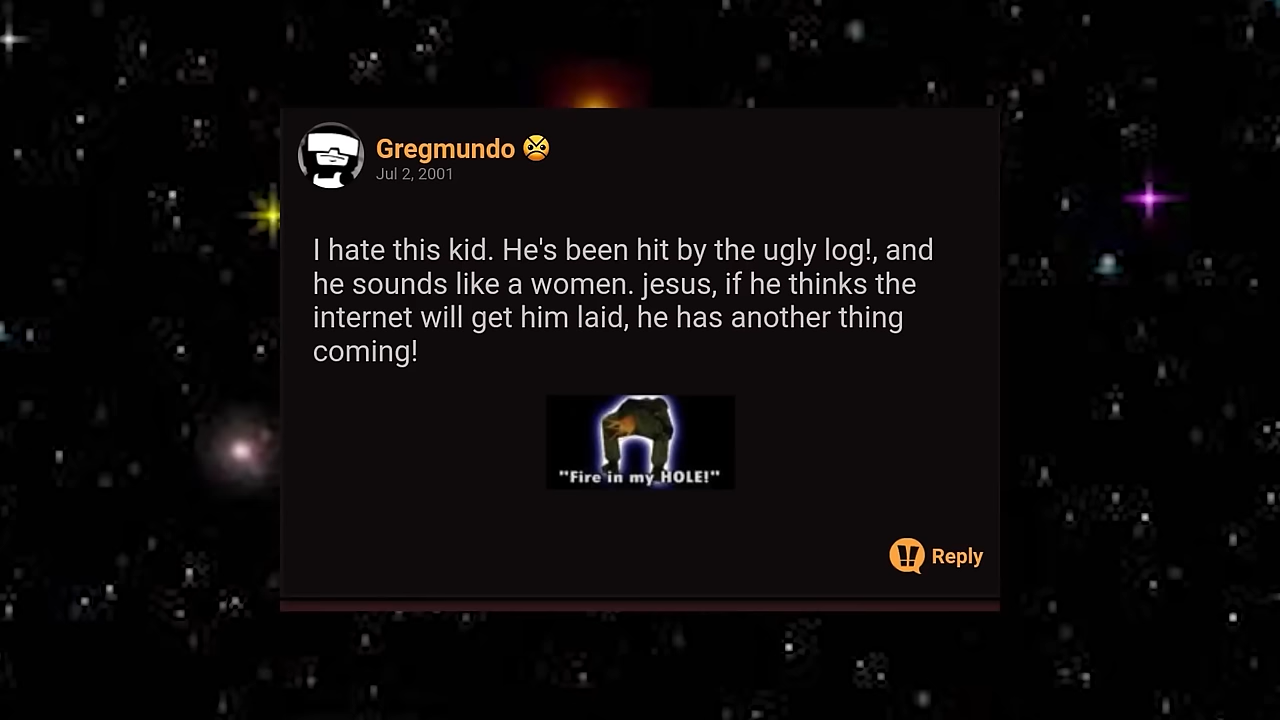 Gregmundo
Jul 2, 2001
I hate this kid. He's been hit by the ugly log!, and
he sounds like a women. jesus, if he thinks the
internet will get him laid, he has another thing
coming!
"Fire in my HOLE!"
Reply